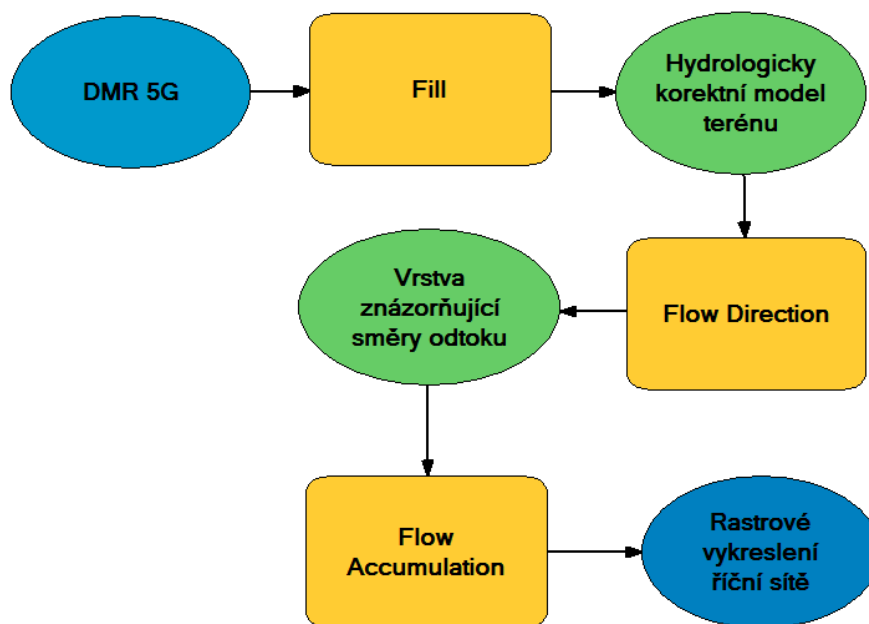 DMR 5G
Fill
Hydrologicky
korektní model
terénu
Vrstva
znázorňující
směry odtoku
Flow Direction
Flow
Accumulation
Rastrové
vykreslení
říční sítě